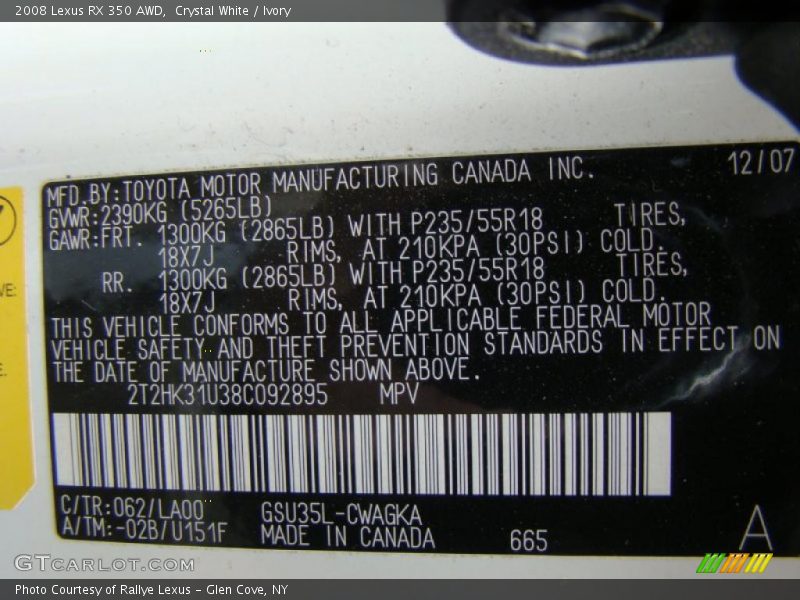 2008 Lexus RX 350 AWD, Crystal White / Ivory
12/07
MFD.BY:TOYOTA MOTOR MANUFACTURING CANADA INC.
GVWR:2390KG (5265LB)
GAWR:FRT. 1300KG (2865LB) WITH P235/55R18 TIRES,
18X7J RIMS, AT 210KPA (30PSI) COLD.
RR. 1300KG (2865LB) WITH P235/55R18 TIRES,
18X7J RIMS, AT 210KPA (30PSI) COLD.
THIS VEHICLE CONFORMS TO ALL APPLICABLE FEDERAL MOTOR
VEHICLE SAFETY AND THEFT PREVENTION STANDARDS IN EFFECT ON
THE DATE OF MANUFACTURE SHOWN ABOVE.
2T2HK31U38C092895 MPV
C/TR:062/LA00 GSU35L-CWAGKA
A/TM:-02B/U151F MADE IN CANADA 665 A
GTCARLOT.COM
Photo Courtesy of Rallye Lexus - Glen Cove, NY